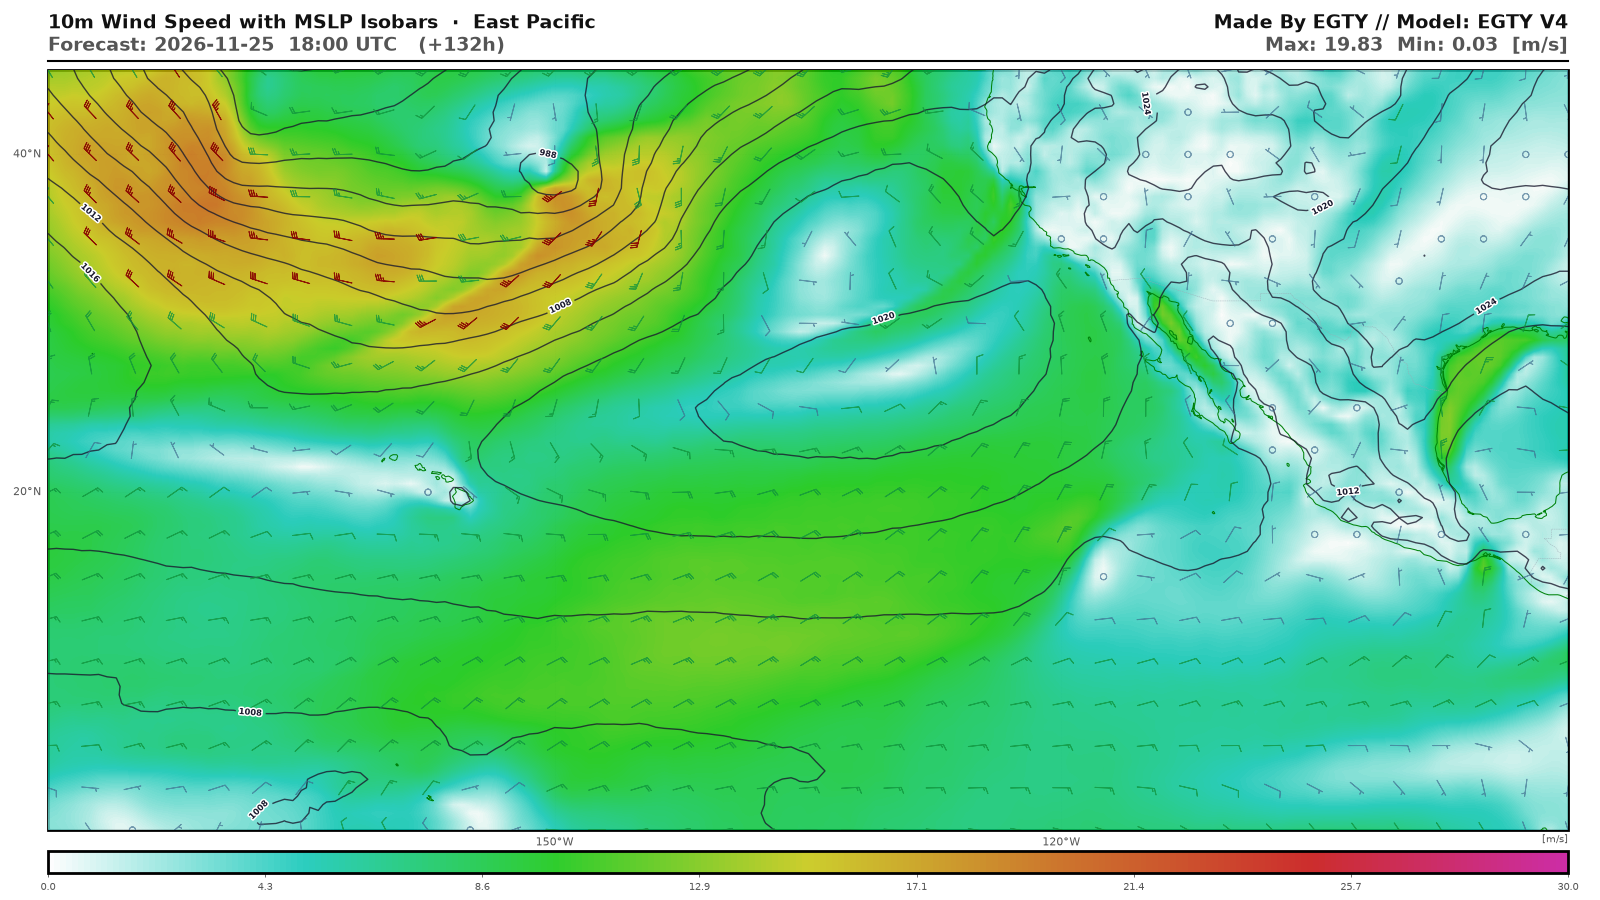 10m Wind Speed with MSLP Isobars · East Pacific
Made By EGTY // Model: EGTY V4
Forecast: 2026-11-25 18:00 UTC (+132h)
Max: 19.83 Min: 0.03 [m/s]
1024
40°N
988
1012
1020
1016
1008
1024
1020
20°N
1012
1008
1008
150°W
120°W
[m/s]
0.0
4.3
8.6
12.9
17.1
21.4
25.7
30.0